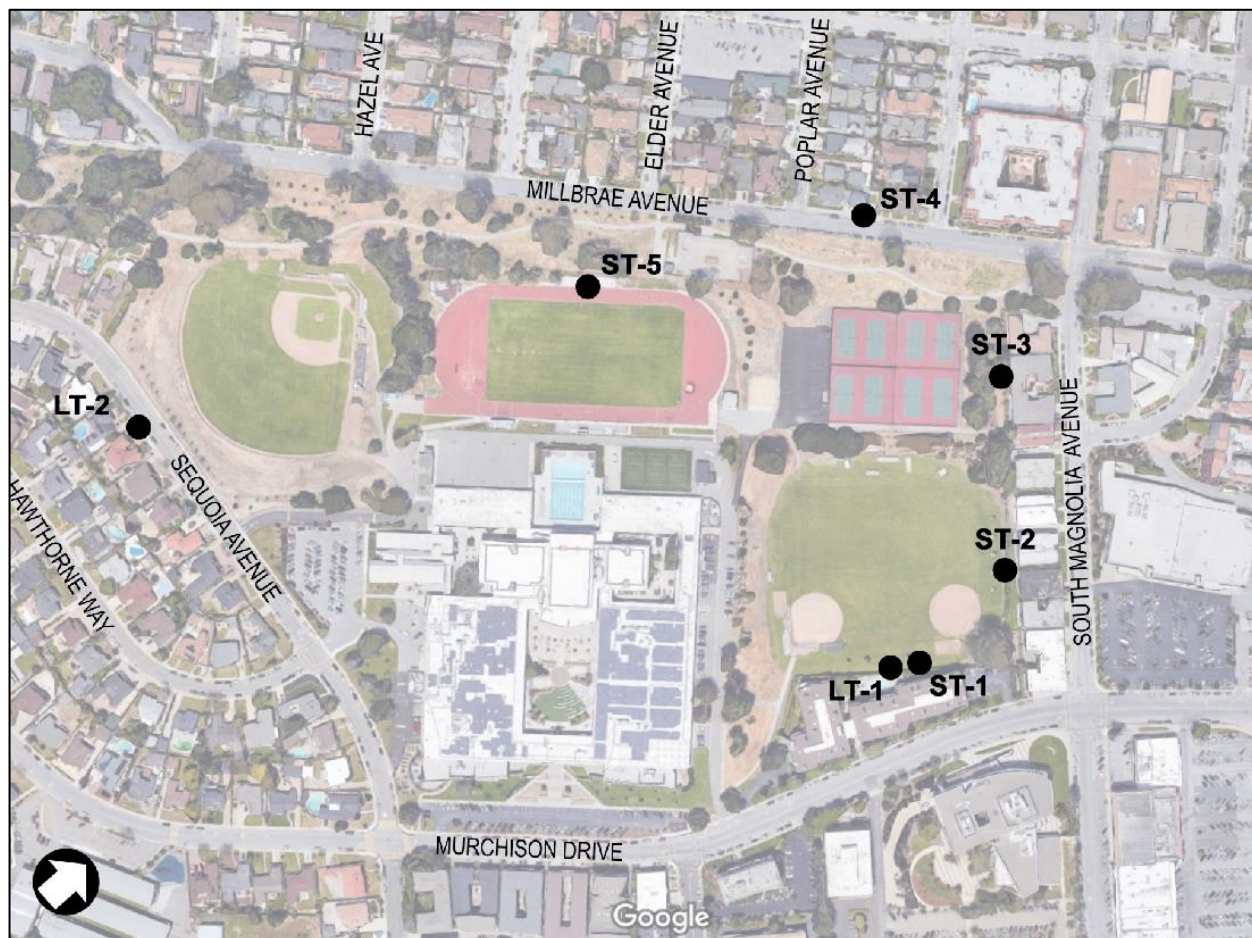 HAZEL AVE
ELDER AVENUE
POPLAR AVENUE
MILLBRAE AVENUE
ST-4
ST-5
ST-3
LT-2
SEQUOIA AVENUE
HAWTHORNE WAY
SOUTH MAGNOLIA AVENUE
ST-2
LT-1
ST-1
MURCHISON DRIVE
Google